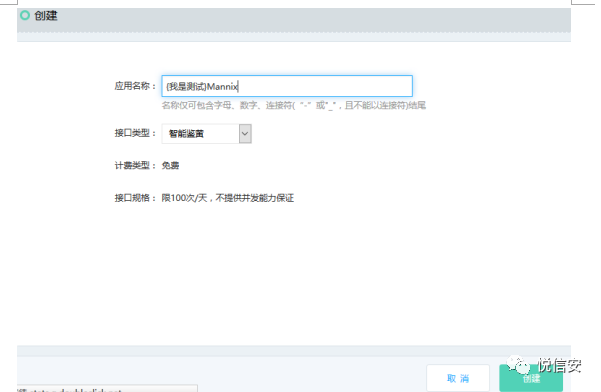 创建
应用名称： (我是测试)Mannix
名称仅可包含字母、数字、连接符( “-” 或"_"，且不能以连接符)结尾
接口类型： 智能鉴黄
计费类型： 免费
接口规格： 限100次/天，不提供并发能力保证
取 消
创建
悦信安